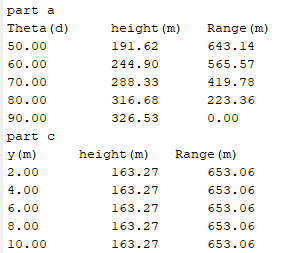 part a
Theta(d) height(m) Range(m)
50.00 191.62 643.14
60.00 244.90 565.57
70.00 288.33 419.78
80.00 316.68 223.36
90.00 326.53 0.00
part c
y(m) height(m) Range(m)
2.00 163.27 653.06
4.00 163.27 653.06
6.00 163.27 653.06
8.00 163.27 653.06
10.00 163.27 653.06